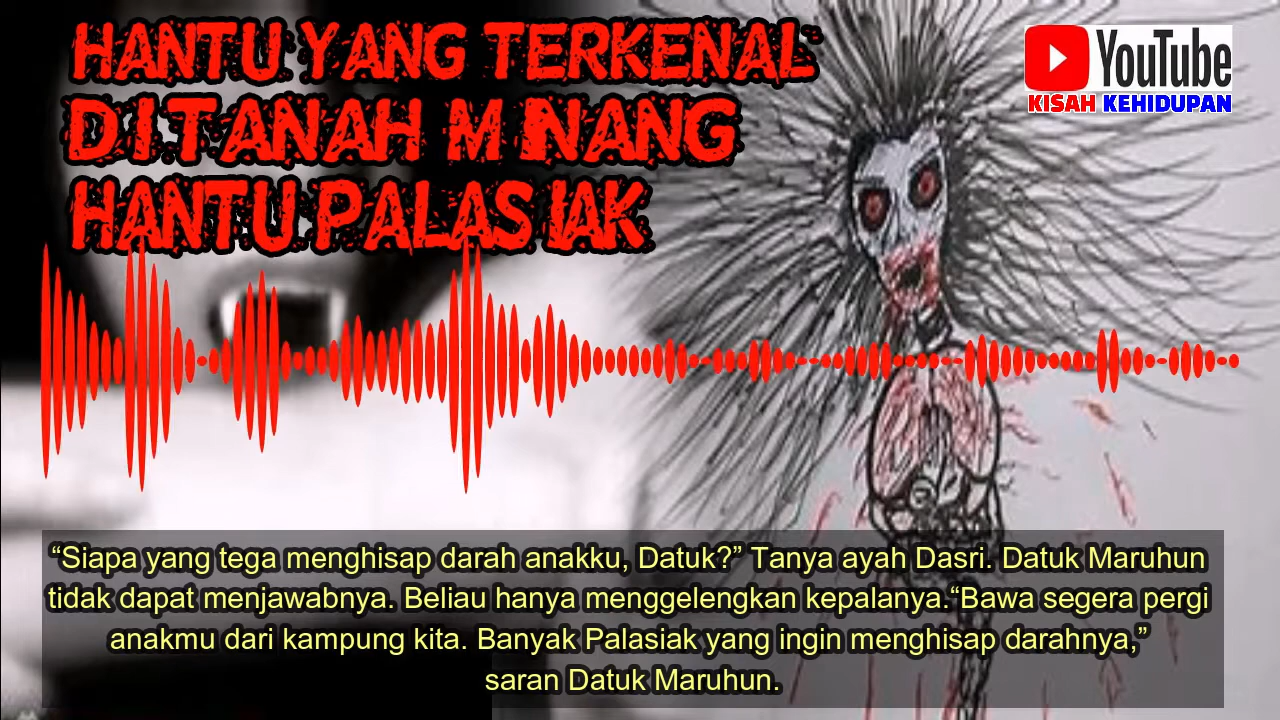 HANTU YANG TERKENAL
DI TANAH MINANG
HANTU PALASIAK
YouTube
KISAH KEHIDUPAN
“Siapa yang tega menghisap darah anakku, Datuk?” Tanya ayah Dasri. Datuk Maruhun
tidak dapat menjawabnya. Beliau hanya menggelengkan kepalanya.“Bawa segera pergi
anakmu dari kampung kita. Banyak Palasiak yang ingin menghisap darahnya,”
saran Datuk Maruhun.